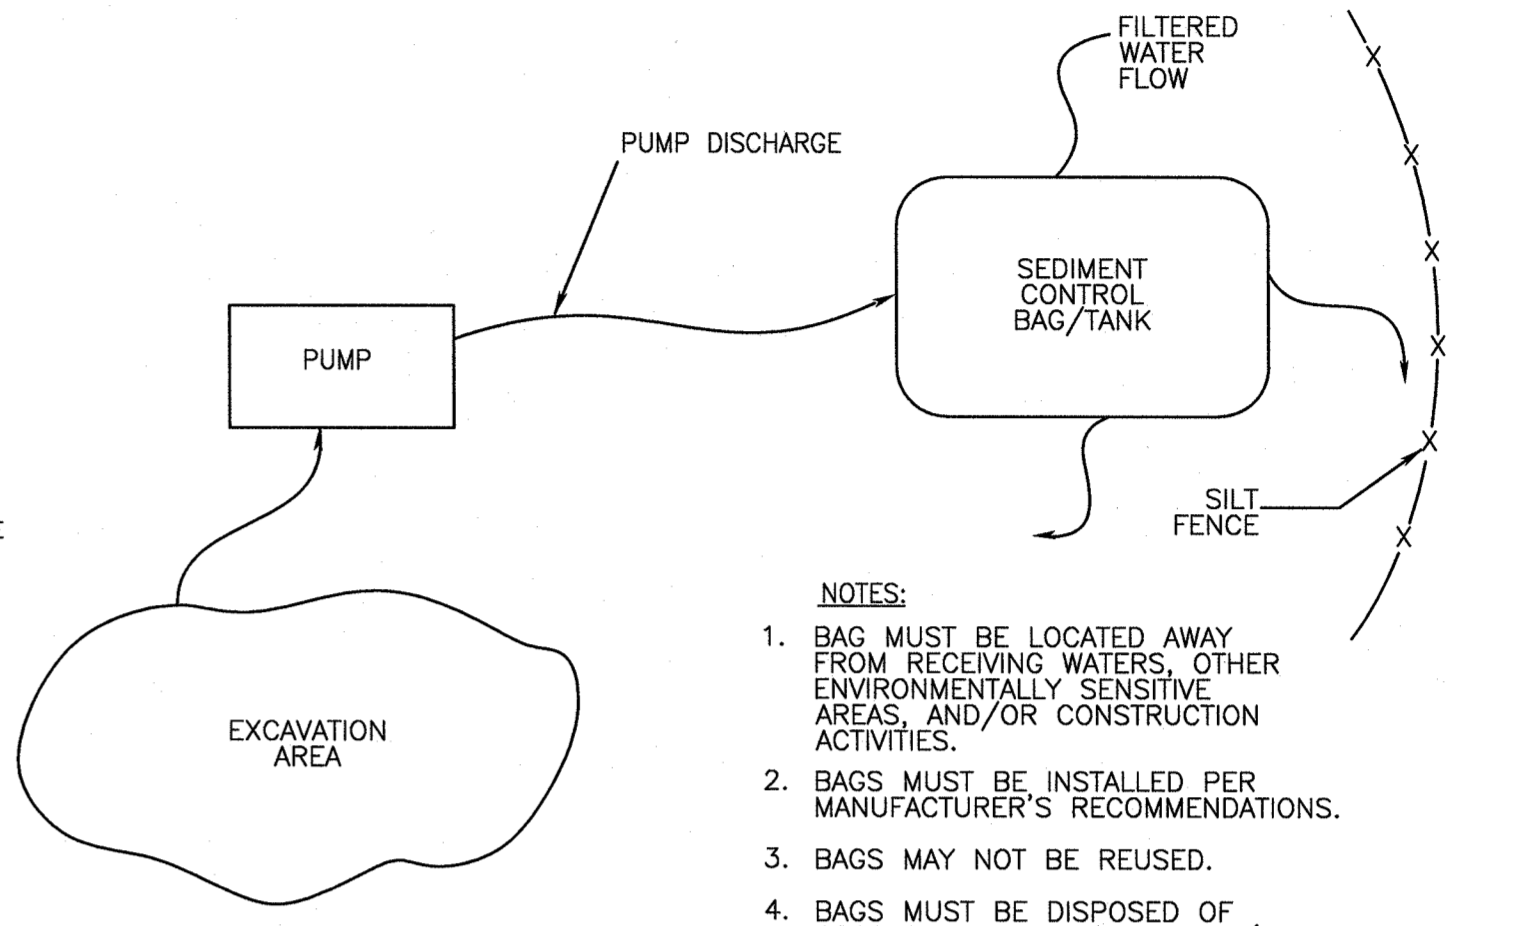 FILTERED
WATER
FLOW
PUMP DISCHARGE
SEDIMENT
CONTROL
BAG/TANK
PUMP
SILT
FENCE
EXCAVATION
AREA
NOTES:
1. BAG MUST BE LOCATED AWAY
FROM RECEIVING WATERS, OTHER
ENVIRONMENTALLY SENSITIVE
AREAS, AND/OR CONSTRUCTION
ACTIVITIES.
2. BAGS MUST BE INSTALLED PER
MANUFACTURER'S RECOMMENDATIONS.
3. BAGS MAY NOT BE REUSED.
4. BAGS MUST BE DISPOSED OF